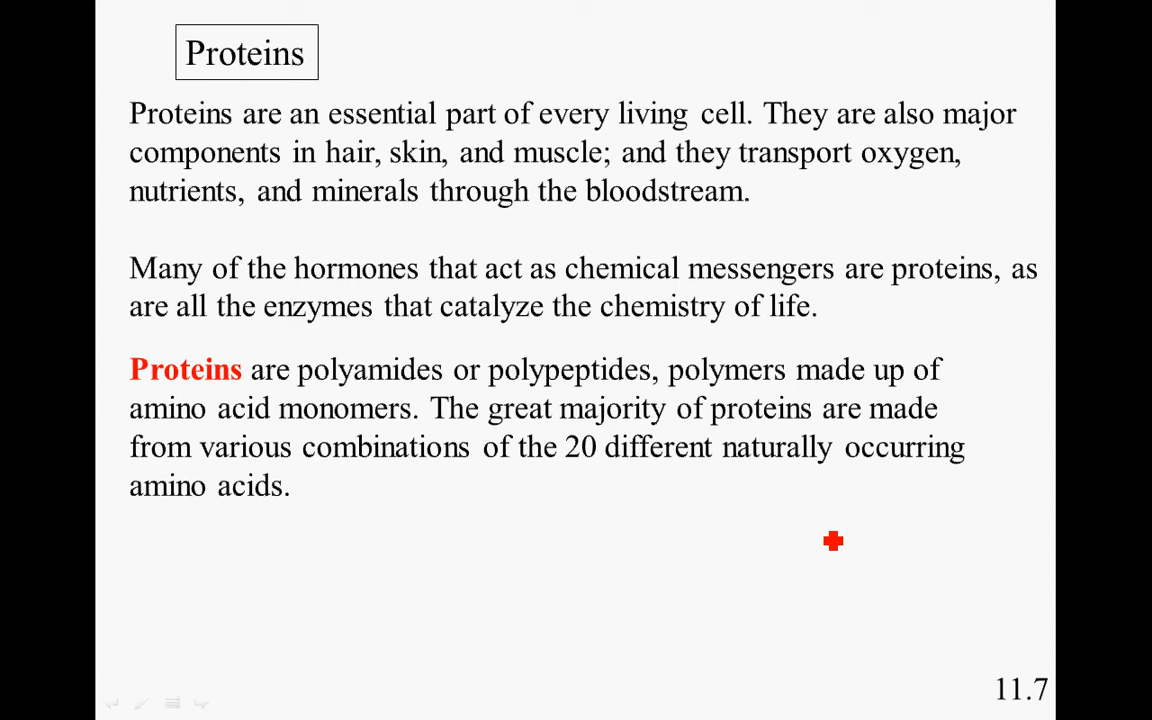 Proteins
Proteins are an essential part of every living cell. They are also major
components in hair, skin, and muscle; and they transport oxygen,
nutrients, and minerals through the bloodstream.
Many of the hormones that act as chemical messengers are proteins, as
are all the enzymes that catalyze the chemistry of life.
Proteins are polyamides or polypeptides, polymers made up of
amino acid monomers. The great majority of proteins are made
from various combinations of the 20 different naturally occurring
amino acids.
11.7